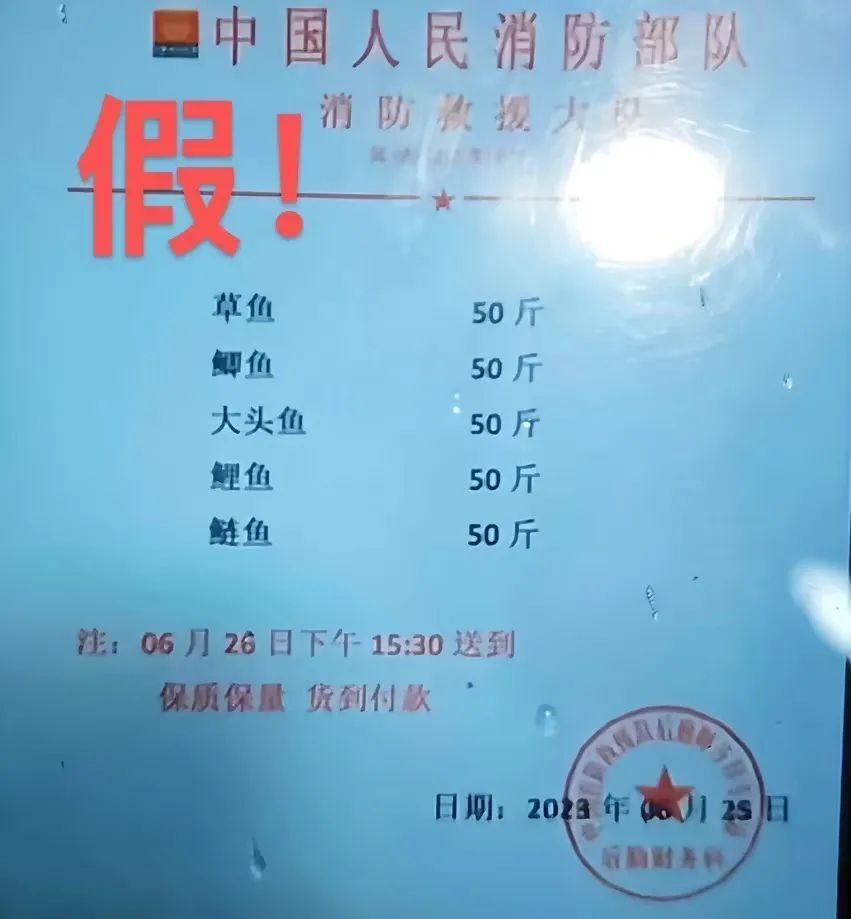 中国人民消防部队
消防救援大队
假！
草鱼 50 斤
鲫鱼 50 斤
大头鱼 50 斤
鲤鱼 50 斤
鲢鱼 50 斤
注：06 月 26 日下午 15:30 送到
保质保量 货到付款
日期：2023 年 06 月 25 日
后勤财务科